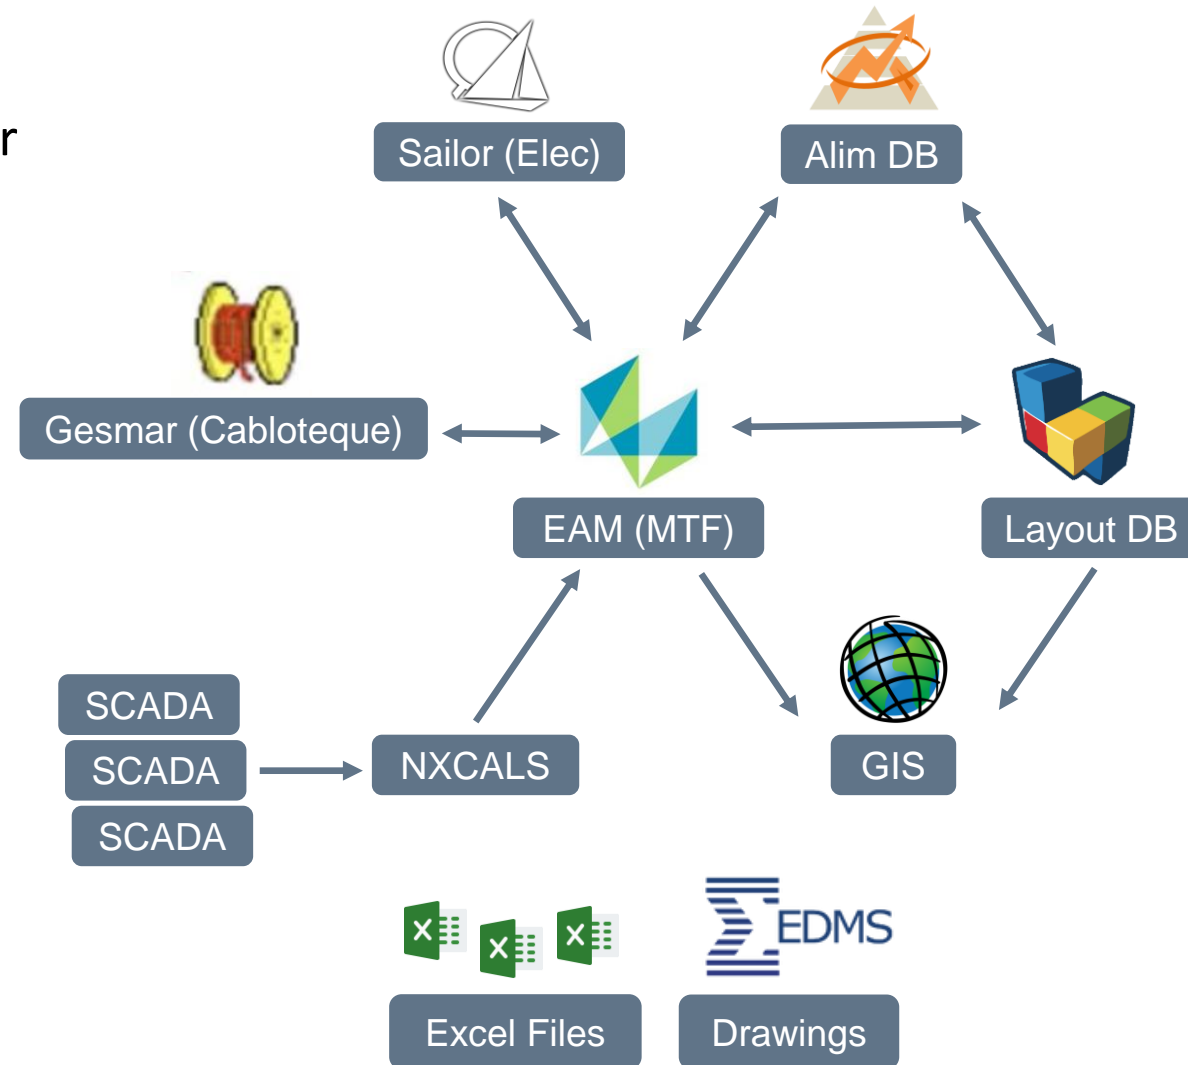 r
Sailor (Elec)
Alim DB
Gesmar (Cabloteque)
EAM (MTF)
Layout DB
SCADA
SCADA
SCADA
NXCALS
GIS
EDMS
Excel Files
Drawings